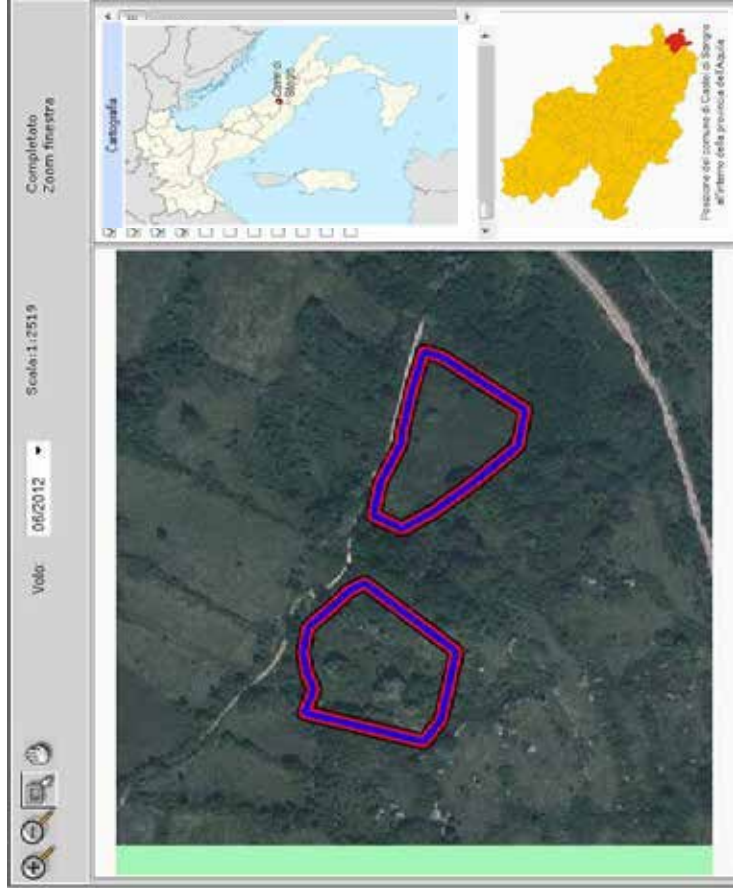 Volo:
06/2012
Scala:1:2519
Completato
Zoom finestra
Cartografia
Castel di
Sangro
Posizione del comune di Castel di Sangro
all'interno della provincia dell'Aquila